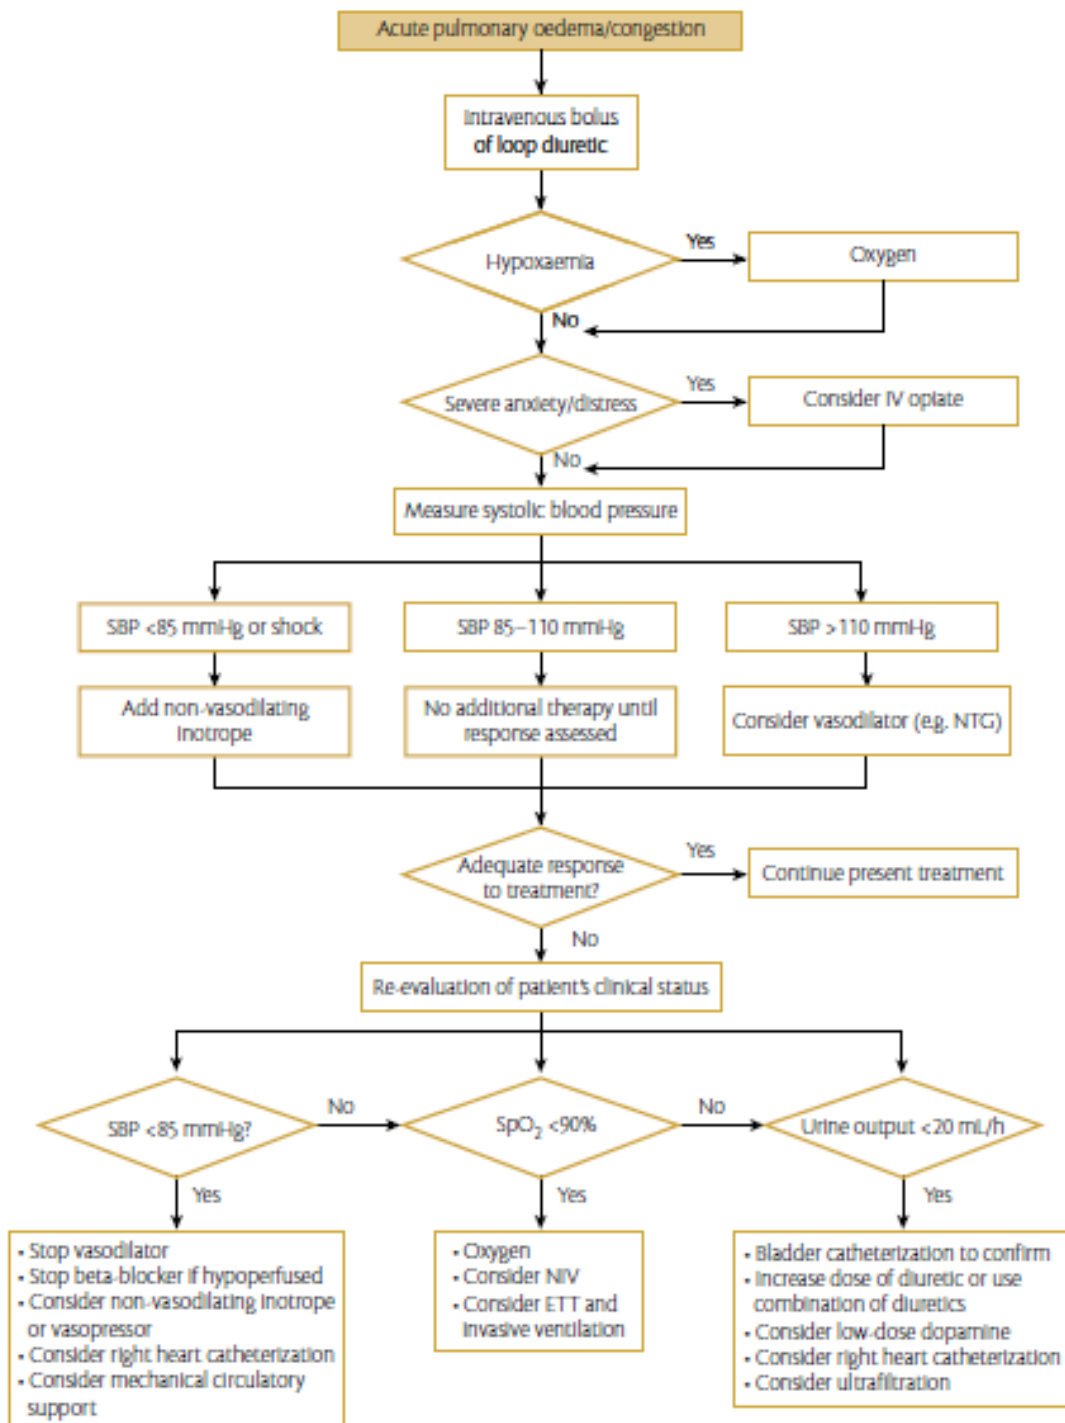 Acute pulmonary oedema/congestion
Intravenous bolus
of loop diuretic
Hypoxaemia
Yes
Oxygen
No
Severe anxiety/distress
Yes
Consider IV opiate
No
Measure systolic blood pressure
SBP <85 mmHg or shock
SBP 85–110 mmHg
SBP >110 mmHg
Add non-vasodilating
inotrope
No additional therapy until
response assessed
Consider vasodilator (e.g. NTG)
Adequate response
to treatment?
Yes
Continue present treatment
No
Re-evaluation of patient's clinical status
SBP <85 mmHg?
No
SpO₂ <90%
No
Urine output <20 mL/h
Yes
Yes
Yes
• Stop vasodilator
• Stop beta-blocker if hypoperfused
• Consider non-vasodilating inotrope
or vasopressor
• Consider right heart catheterization
• Consider mechanical circulatory
support
• Oxygen
• Consider NIV
• Consider ETT and
invasive ventilation
• Bladder catheterization to confirm
• Increase dose of diuretic or use
combination of diuretics
• Consider low-dose dopamine
• Consider right heart catheterization
• Consider ultrafiltration